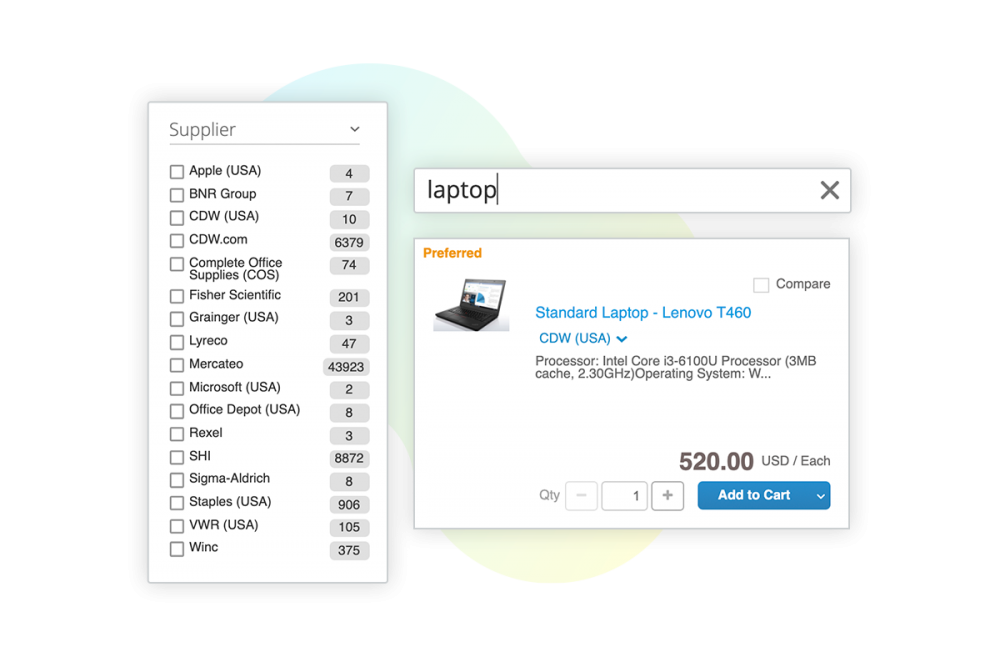 Supplier
Apple (USA) 4
BNR Group 7
CDW (USA) 10
CDW.com 6379
Complete Office
Supplies (COS) 74
Fisher Scientific 201
Grainger (USA) 3
Lyreco 47
Mercateo 43923
Microsoft (USA) 2
Office Depot (USA) 8
Rexel 3
SHI 8872
Sigma-Aldrich 8
Staples (USA) 906
VWR (USA) 105
Winc 375
laptop
Preferred
Compare
Standard Laptop - Lenovo T460
CDW (USA)
Processor: Intel Core i3-6100U Processor (3MB
cache, 2.30GHz)Operating System: W...
520.00 USD / Each
Qty 1 Add to Cart